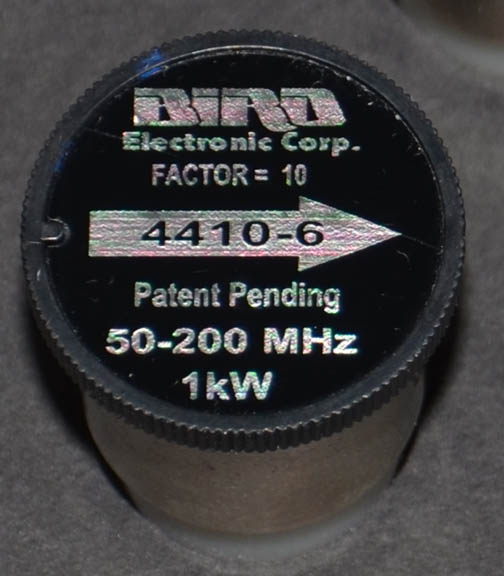 BIRD
Electronic Corp.
FACTOR = 10
4410-6
Patent Pending
50-200 MHz
1kW